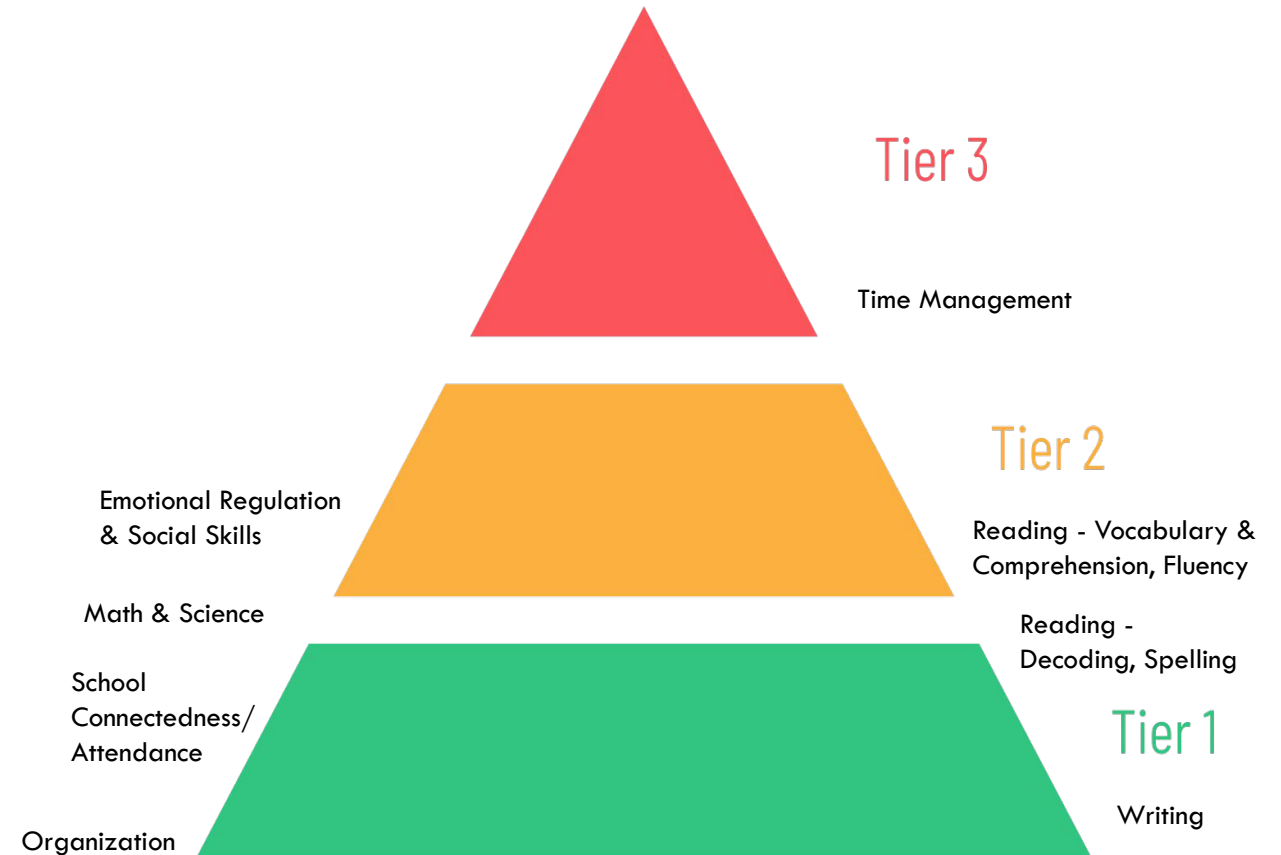 Tier 3
Time Management
Tier 2
Emotional Regulation
& Social Skills
Reading - Vocabulary &
Comprehension, Fluency
Math & Science
Reading -
Decoding, Spelling
School
Connectedness/
Attendance
Tier 1
Writing
Organization